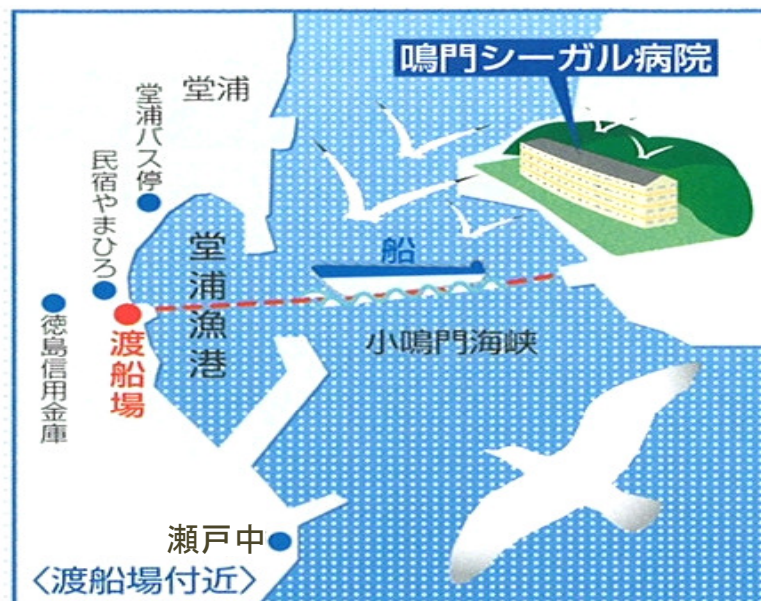 鳴門シーガル病院
堂浦
堂浦バス停
民宿やまひろ
堂浦漁港
船
渡船場
徳島信用金庫
小鳴門海峡
瀬戸中
〈渡船場付近〉